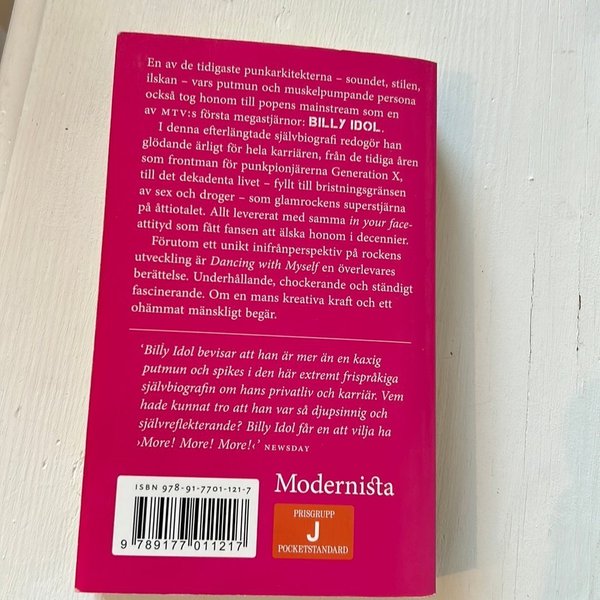 En av de tidigaste punkarkitekterna – soundet, stilen,
ilskan – vars putmun och muskelpumpande persona
också tog honom till popens mainstream som en
av MTV:s första megastjärnor: BILLY IDOL.
I denna efterlängtade självbiografi redogör han
glödande ärligt för hela karriären, från de tidiga åren
som frontman för punkpionjärerna Generation X,
till det dekadenta livet – fyllt till bristningsgränsen
av sex och droger – som glamrockens superstjärna
på åttiotalet. Allt levererat med samma in your face-
attityd som fått fansen att älska honom i decennier.
Förutom ett unikt inifrånperspektiv på rockens
utveckling är Dancing with Myself en överlevares
berättelse. Underhållande, chockerande och ständigt
fascinerande. Om en mans kreativa kraft och ett
ohämmat mänskligt begär.
‘Billy Idol bevisar att han är mer än en kaxig
putmun och spikes i den här extremt frispråkiga
självbiografin om hans privatliv och karriär. Vem
hade kunnat tro att han var så djupsinnig och
självreflekterande? Billy Idol får en att vilja ha
›More! More! More!‹’ NEWSDAY
ISBN 978-91-7701-121-7
9 789177 011217
Modernista
PRISGRUPP
J
POCKETSTANDARD